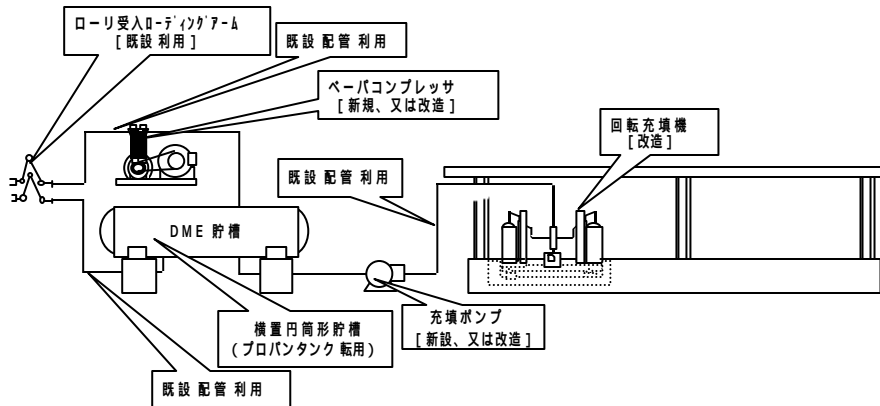 ローリ受入ﾛｰﾃﾞｨﾝｸﾞアーム
[ 既設 利用 ]
既設 配管 利用
ベーパコンプレッサ
[ 新規、又は改造 ]
回転充填機
[ 改造 ]
既設 配管 利用
DME 貯槽
横置円筒形貯槽
( プロパンタンク 転用 )
充填ポンプ
[ 新設、又は改造 ]
既設 配管 利用